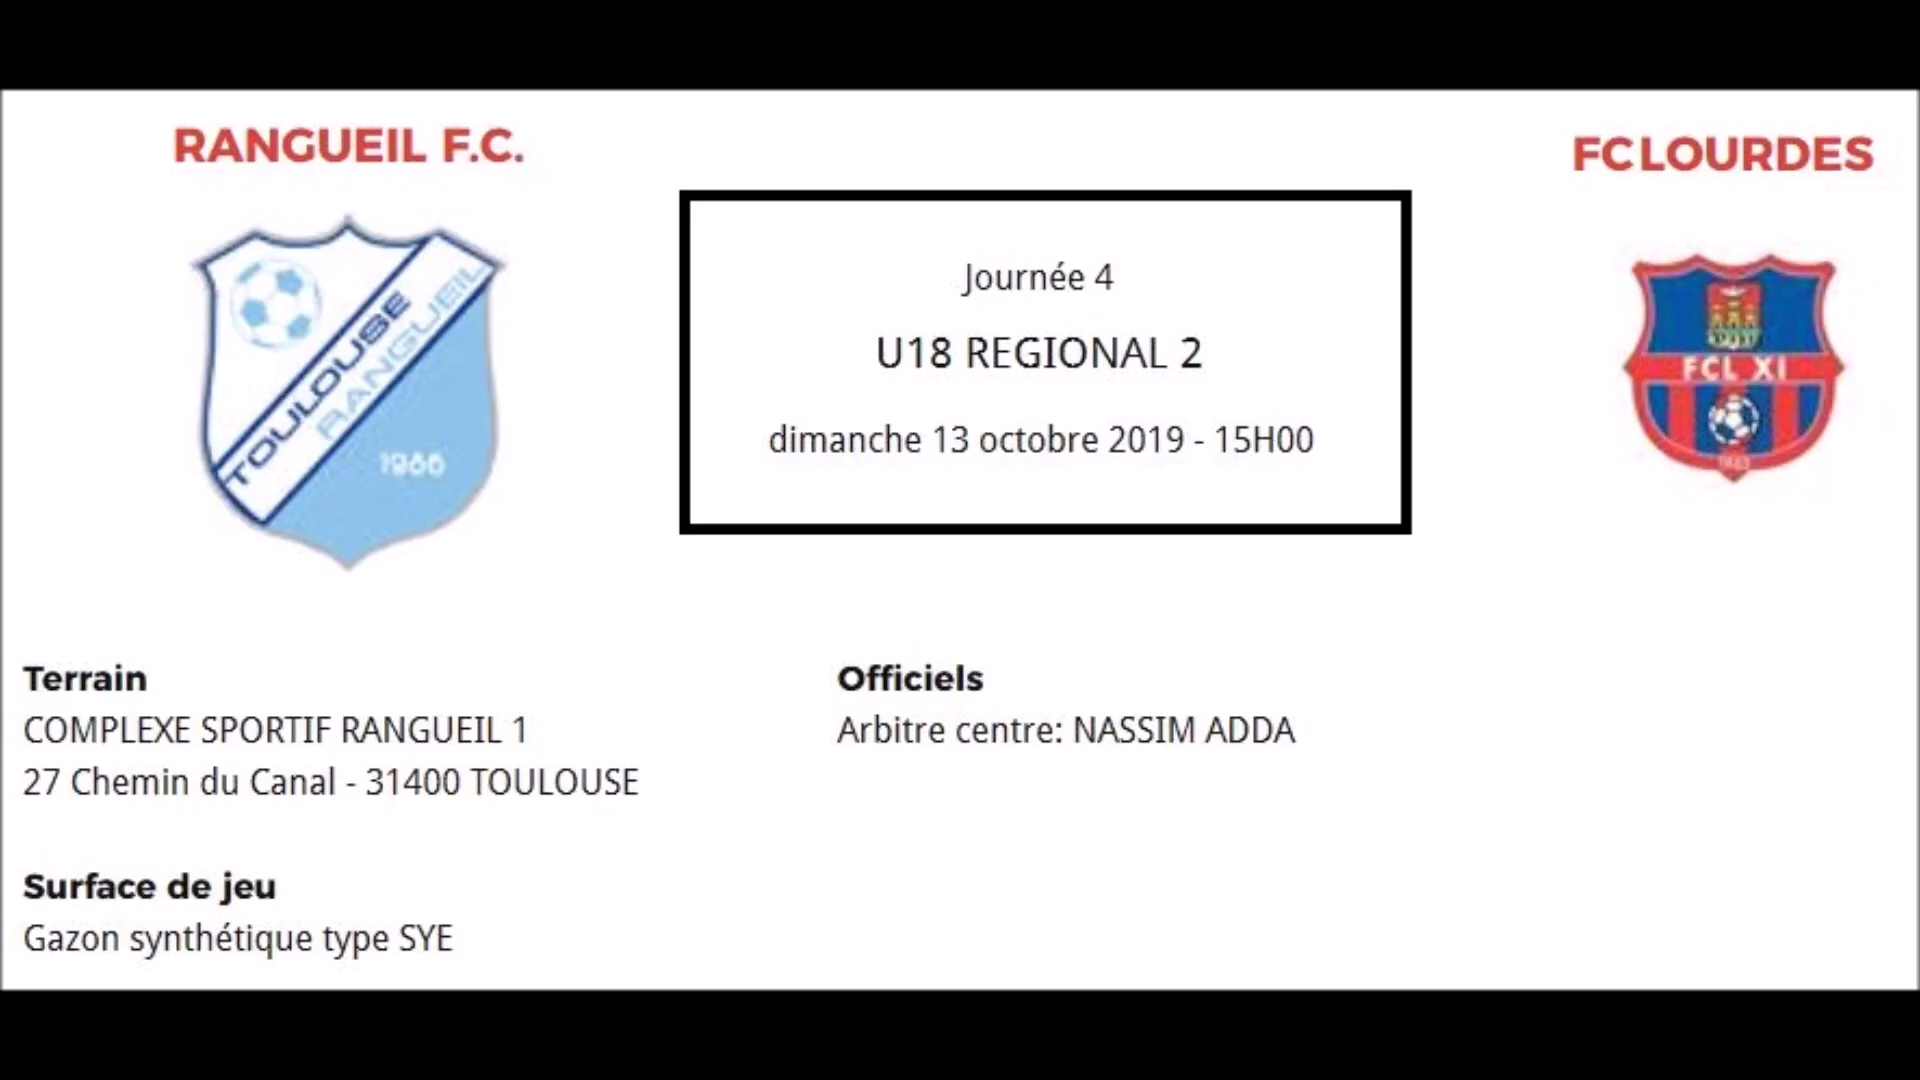 RANGUEIL F.C.
FC LOURDES
TOULOUSE
RANGUEIL
1966
Journée 4
U18 REGIONAL 2
dimanche 13 octobre 2019 - 15H00
FCL XI
Terrain
COMPLEXE SPORTIF RANGUEIL 1
27 Chemin du Canal - 31400 TOULOUSE
Officiels
Arbitre centre: NASSIM ADDA
Surface de jeu
Gazon synthétique type SYE